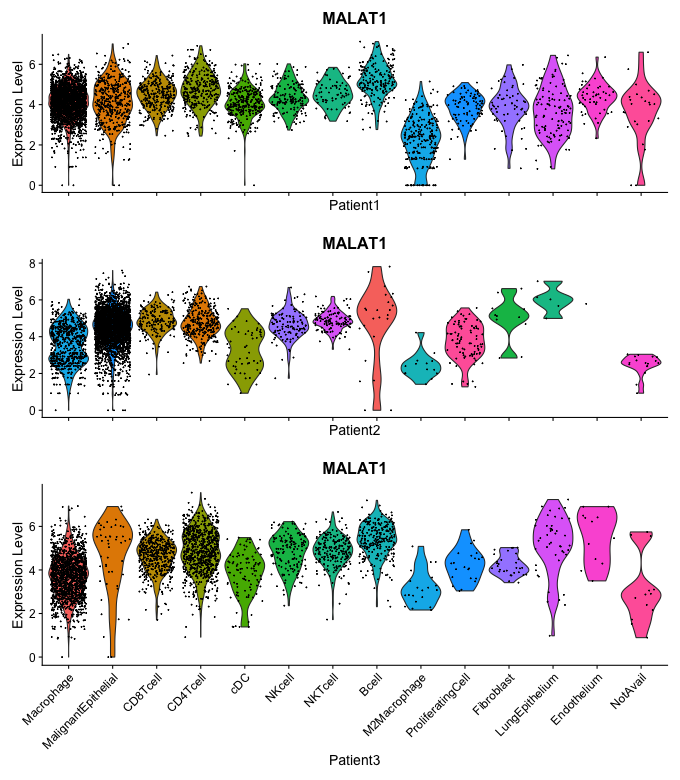 MALAT1
Expression Level
6
4
2
0
Patient1
MALAT1
Expression Level
8
6
4
2
0
Patient2
MALAT1
Expression Level
6
4
2
0
Macrophage
MalignantEpithelial
CD8Tcell
CD4Tcell
cDC
NKcell
NKTcell
Bcell
M2Macrophage
ProliferatingCell
Fibroblast
LungEpithelium
Endothelium
NotAvail
Patient3